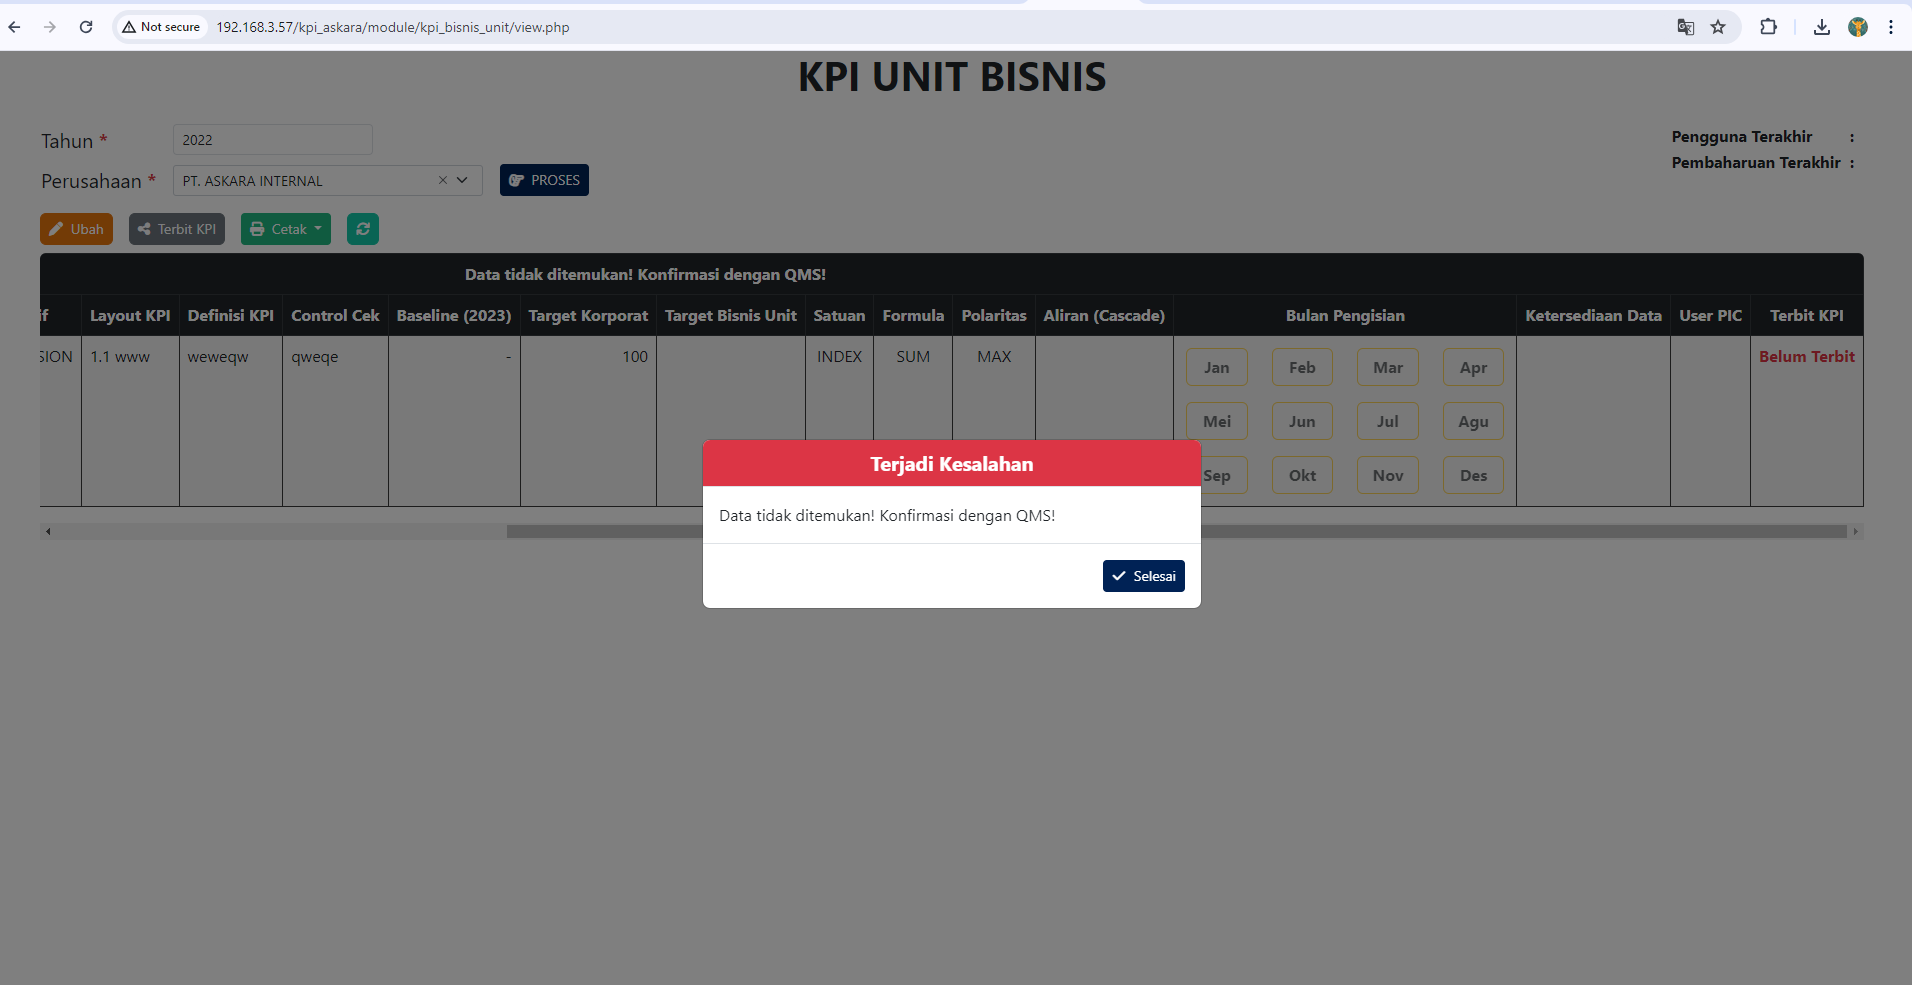 Not secure
192.168.3.57/kpi_askara/module/kpi_bisnis_unit/view.php
KPI UNIT BISNIS
Tahun *
2022
Perusahaan *
PT. ASKARA INTERNAL
PROSES
Pengguna Terakhir :
Pembaharuan Terakhir :
Ubah
Terbit KPI
Cetak
Data tidak ditemukan! Konfirmasi dengan QMS!
if Layout KPI Definisi KPI Control Cek Baseline (2023) Target Korporat Target Bisnis Unit Satuan Formula Polaritas Aliran (Cascade) Bulan Pengisian Ketersediaan Data User PIC Terbit KPI
SION 1.1 www weweqw qweqe - 100 INDEX SUM MAX Belum Terbit
Jan Feb Mar Apr
Mei Jun Jul Agu
Sep Okt Nov Des
Terjadi Kesalahan
Data tidak ditemukan! Konfirmasi dengan QMS!
Selesai